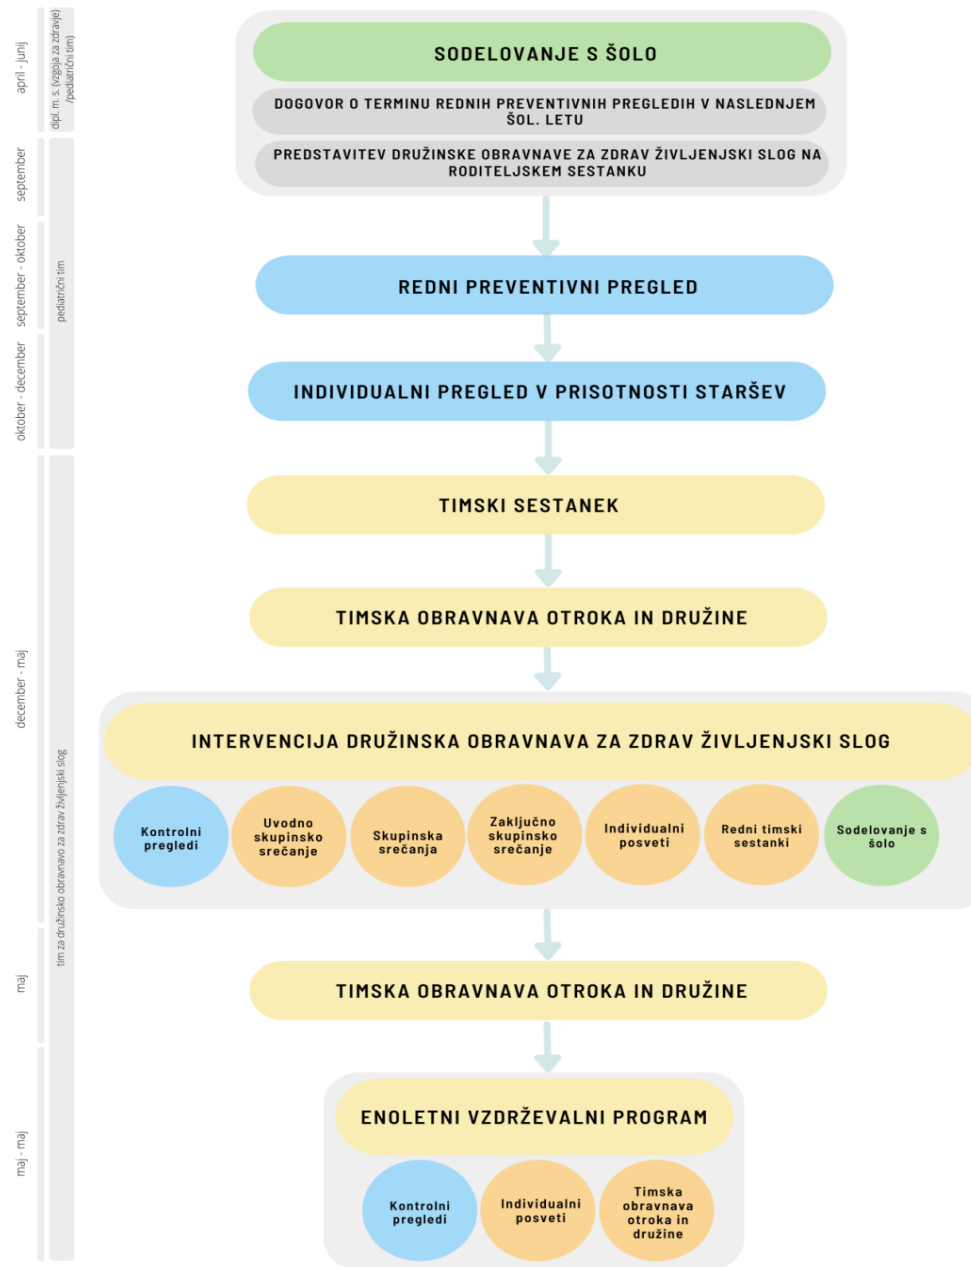 april - junij
dipl. m. s. (vzgoja za zdravje)
/pediatrični tim)
SODELOVANJE S ŠOLO
DOGOVOR O TERMINU REDNIH PREVENTIVNIH PREGLEDIH V NASLEDNJEM
ŠOL. LETU
september
PREDSTAVITEV DRUŽINSKE OBRAVNAVE ZA ZDRAV ŽIVLJENJSKI SLOG NA
RODITELJSKEM SESTANKU
september - oktober
pediatrični tim
REDNI PREVENTIVNI PREGLED
oktober - december
INDIVIDUALNI PREGLED V PRISOTNOSTI STARŠEV
december - maj
tim za družinsko obravnavo za zdrav življenjski slog
TIMSKI SESTANEK
TIMSKA OBRAVNAVA OTROKA IN DRUŽINE
INTERVENCIJA DRUŽINSKA OBRAVNAVA ZA ZDRAV ŽIVLJENJSKI SLOG
Kontrolni
pregledi
Uvodno
skupinsko
srečanje
Skupinska
srečanja
Zaključno
skupinsko
srečanje
Individualni
posveti
Redni timski
sestanki
Sodelovanje s
šolo
maj
TIMSKA OBRAVNAVA OTROKA IN DRUŽINE
maj - maj
ENOLETNI VZDRŽEVALNI PROGRAM
Kontrolni
pregledi
Individualni
posveti
Timska
obravnava
otroka in
družine